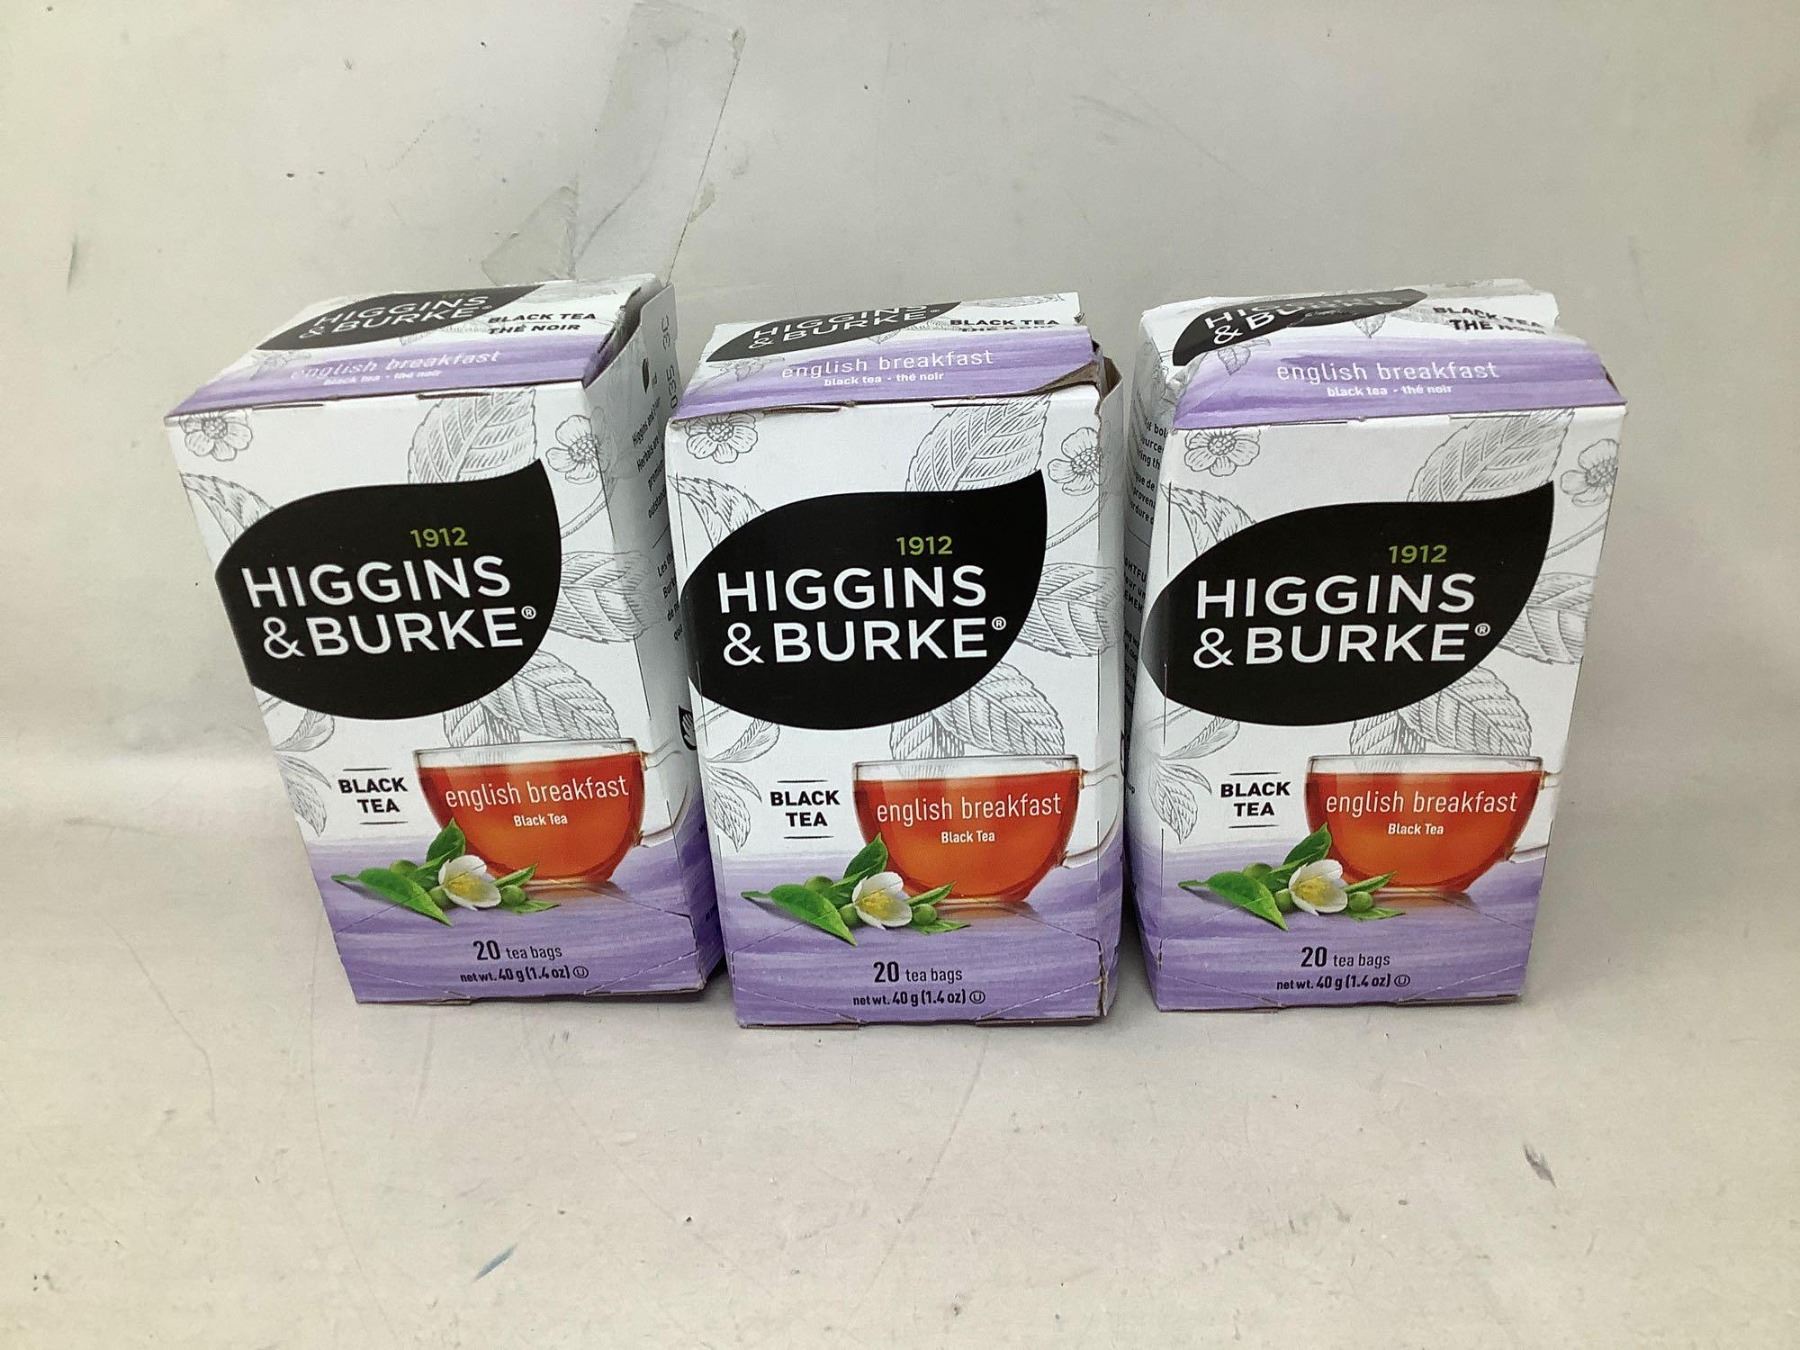 HIGGINS
& BURKE®
BLACK TEA
THÉ NOIR
english breakfast
black tea • thé noir
1912
HIGGINS
&BURKE®
BLACK
TEA
english breakfast
Black Tea
20 tea bags
net wt. 40 g (1.4 oz) Ⓤ
HIGGINS
& BURKE®
BLACK TEA
english breakfast
black tea • thé noir
1912
HIGGINS
&BURKE®
BLACK
TEA
english breakfast
Black Tea
20 tea bags
net wt. 40 g (1.4 oz) Ⓤ
BLACK TEA
THÉ
english breakfast
black tea • thé noir
1912
HIGGINS
&BURKE®
BLACK
TEA
english breakfast
Black Tea
20 tea bags
net wt. 40 g (1.4 oz) Ⓤ